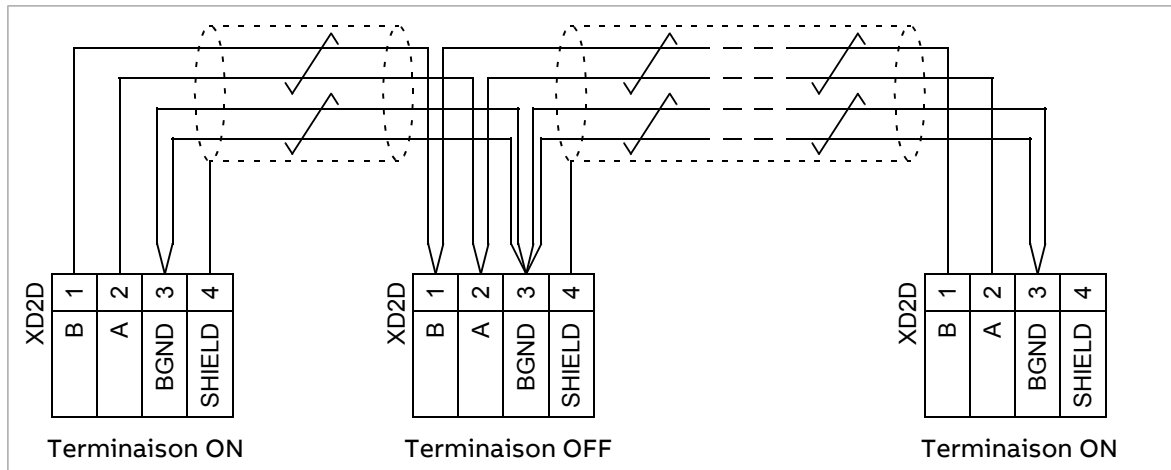 XD2D
1 2 3 4
B A BGND SHIELD
XD2D
1 2 3 4
B A BGND SHIELD
XD2D
1 2 3 4
B A BGND SHIELD
Terminaison ON
Terminaison OFF
Terminaison ON